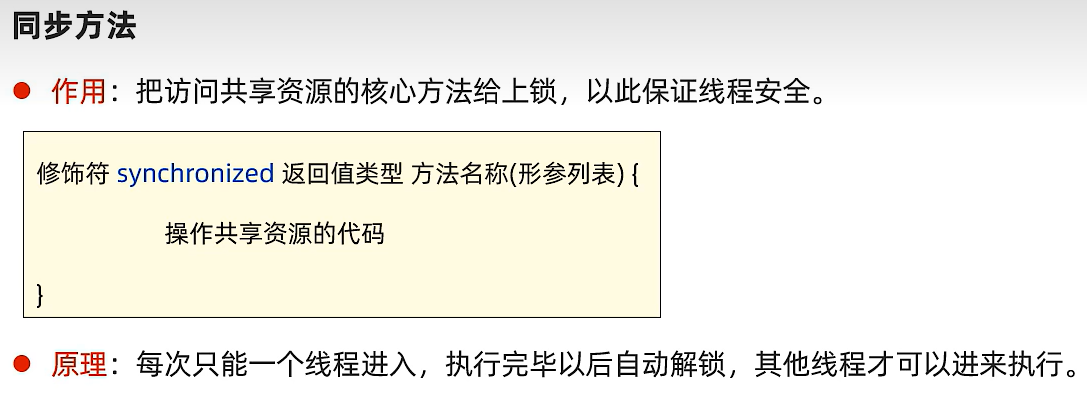 同步方法
作用：把访问共享资源的核心方法给上锁，以此保证线程安全。
修饰符 synchronized 返回值类型 方法名称(形参列表) {
操作共享资源的代码
}
原理：每次只能一个线程进入，执行完毕以后自动解锁，其他线程才可以进来执行。